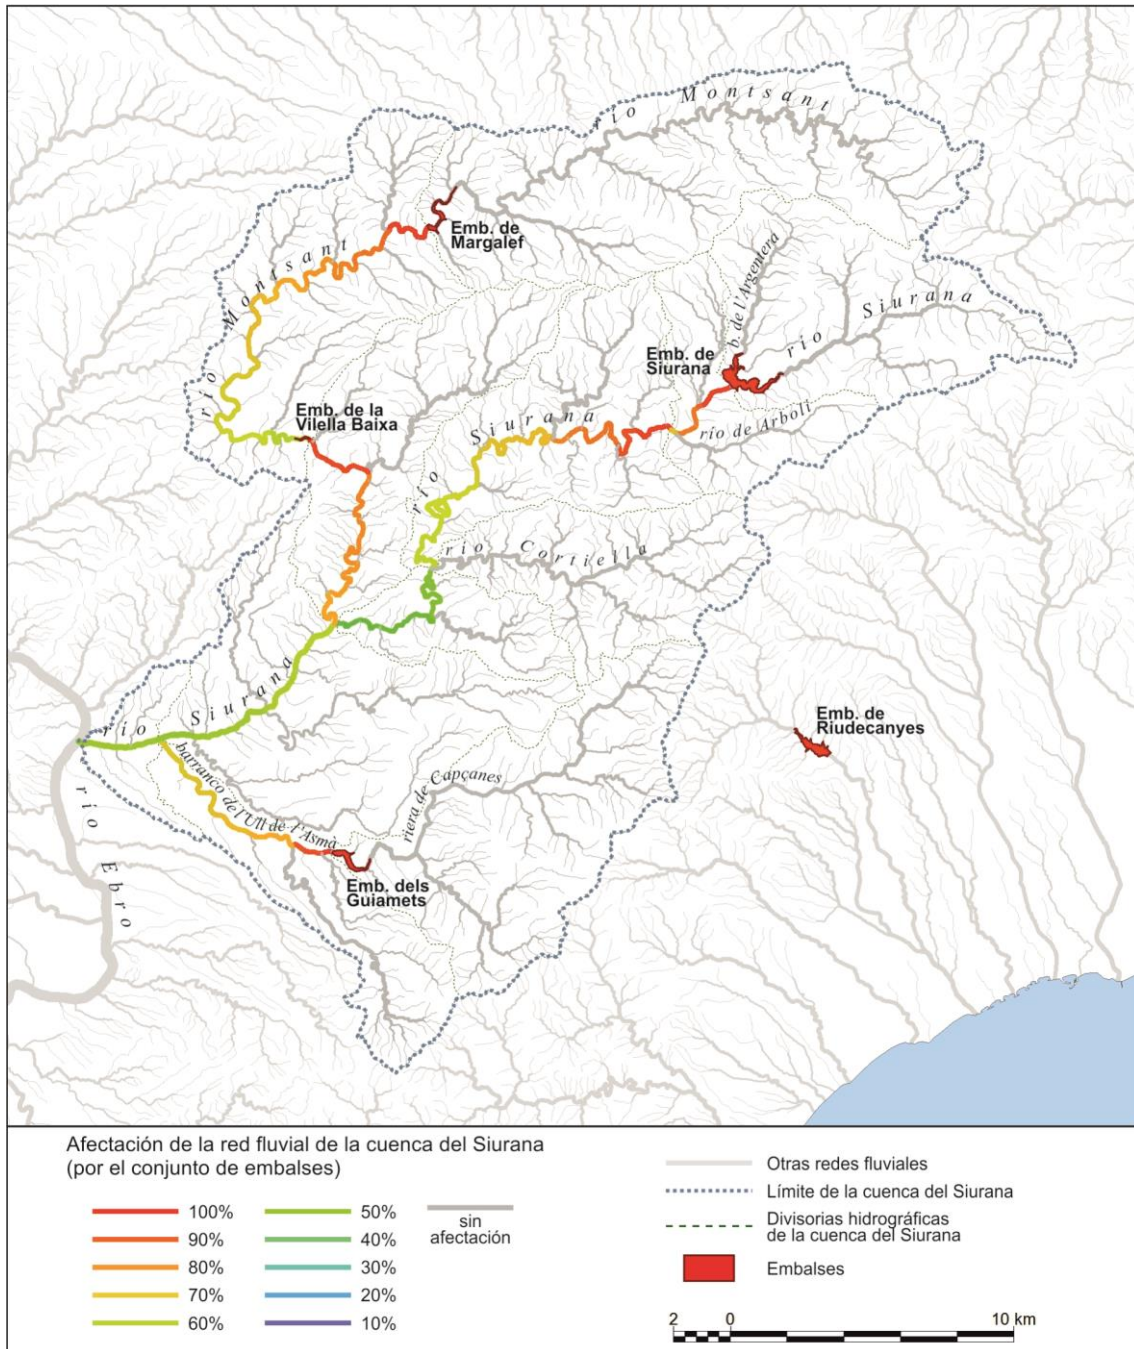 río Montsant
Emb. de
Margalef
río Montsant
b. de l'Argentera
río Siurana
Emb. de
Siurana
Emb. de la
Vilella Baixa
río Siurana
río de Arboli
río Cortiella
río Siurana
Emb. de
Riudecanyes
barranco de l'Ull de l'Asmà
riera de Capçanes
río Ebro
Emb. dels
Guiamets
Afectación de la red fluvial de la cuenca del Siurana
(por el conjunto de embalses)
100%
90%
80%
70%
60%
50%
40%
30%
20%
10%
sin
afectación
Otras redes fluviales
Límite de la cuenca del Siurana
Divisorias hidrográficas
de la cuenca del Siurana
Embalses
2 0 10 km